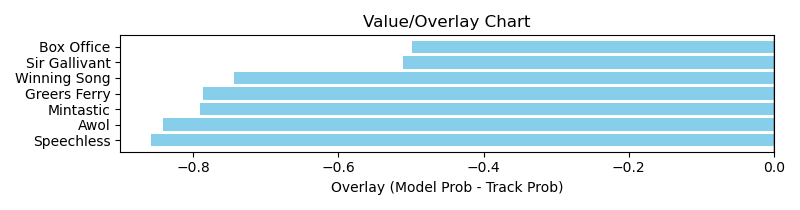 Value/Overlay Chart
Box Office
Sir Gallivant
Winning Song
Greers Ferry
Mintastic
Awol
Speechless
−0.8 −0.6 −0.4 −0.2 0.0
Overlay (Model Prob - Track Prob)